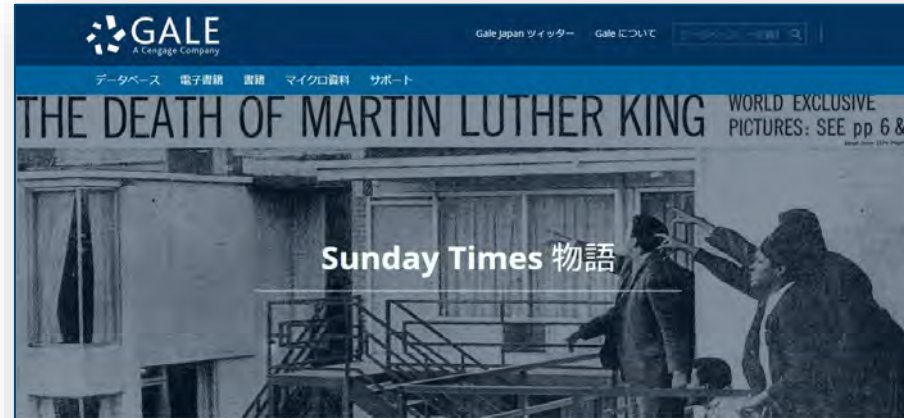 GALE
A Cengage Company
Gale Japan ツイッター Gale について
データベース 電子書籍 書籍 マイクロ資料 サポート
THE DEATH OF MARTIN LUTHER KING
WORLD EXCLUSIVE
PICTURES: SEE pp 6 &
Sunday Times 物語